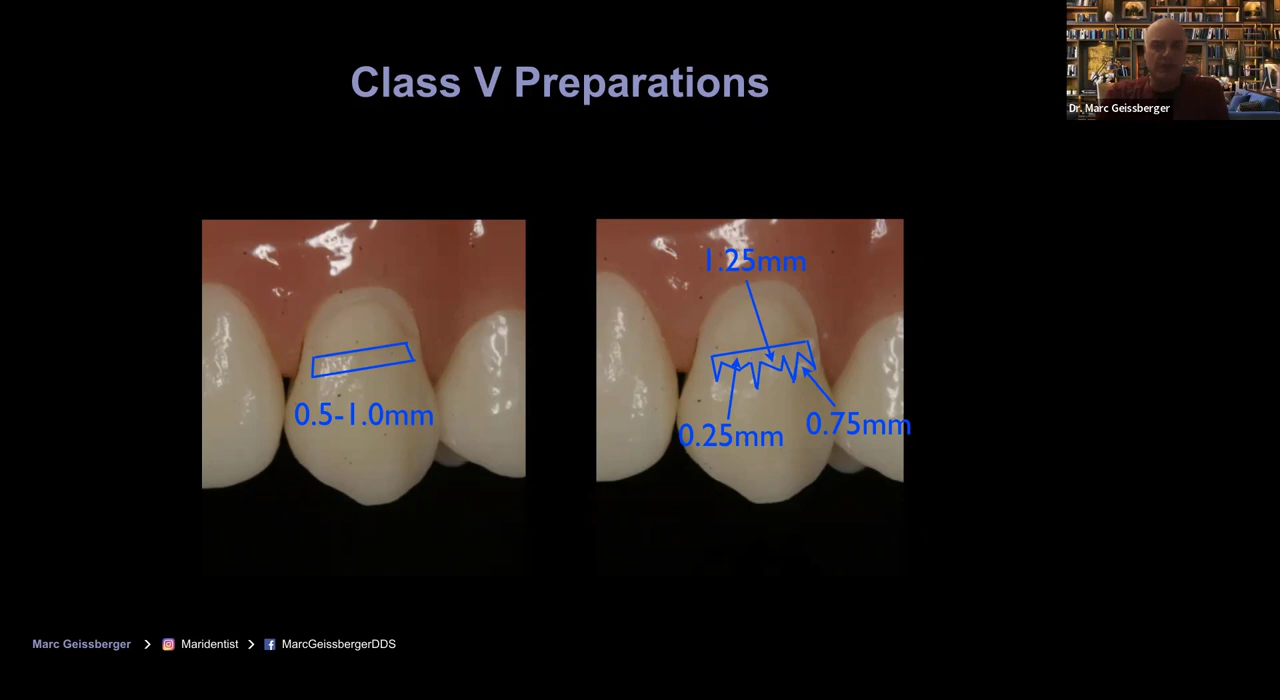 Class V Preparations
Dr. Marc Geissberger
1.25mm
0.5-1.0mm
0.25mm
0.75mm
Marc Geissberger > Maridentist > MarcGeissbergerDDS